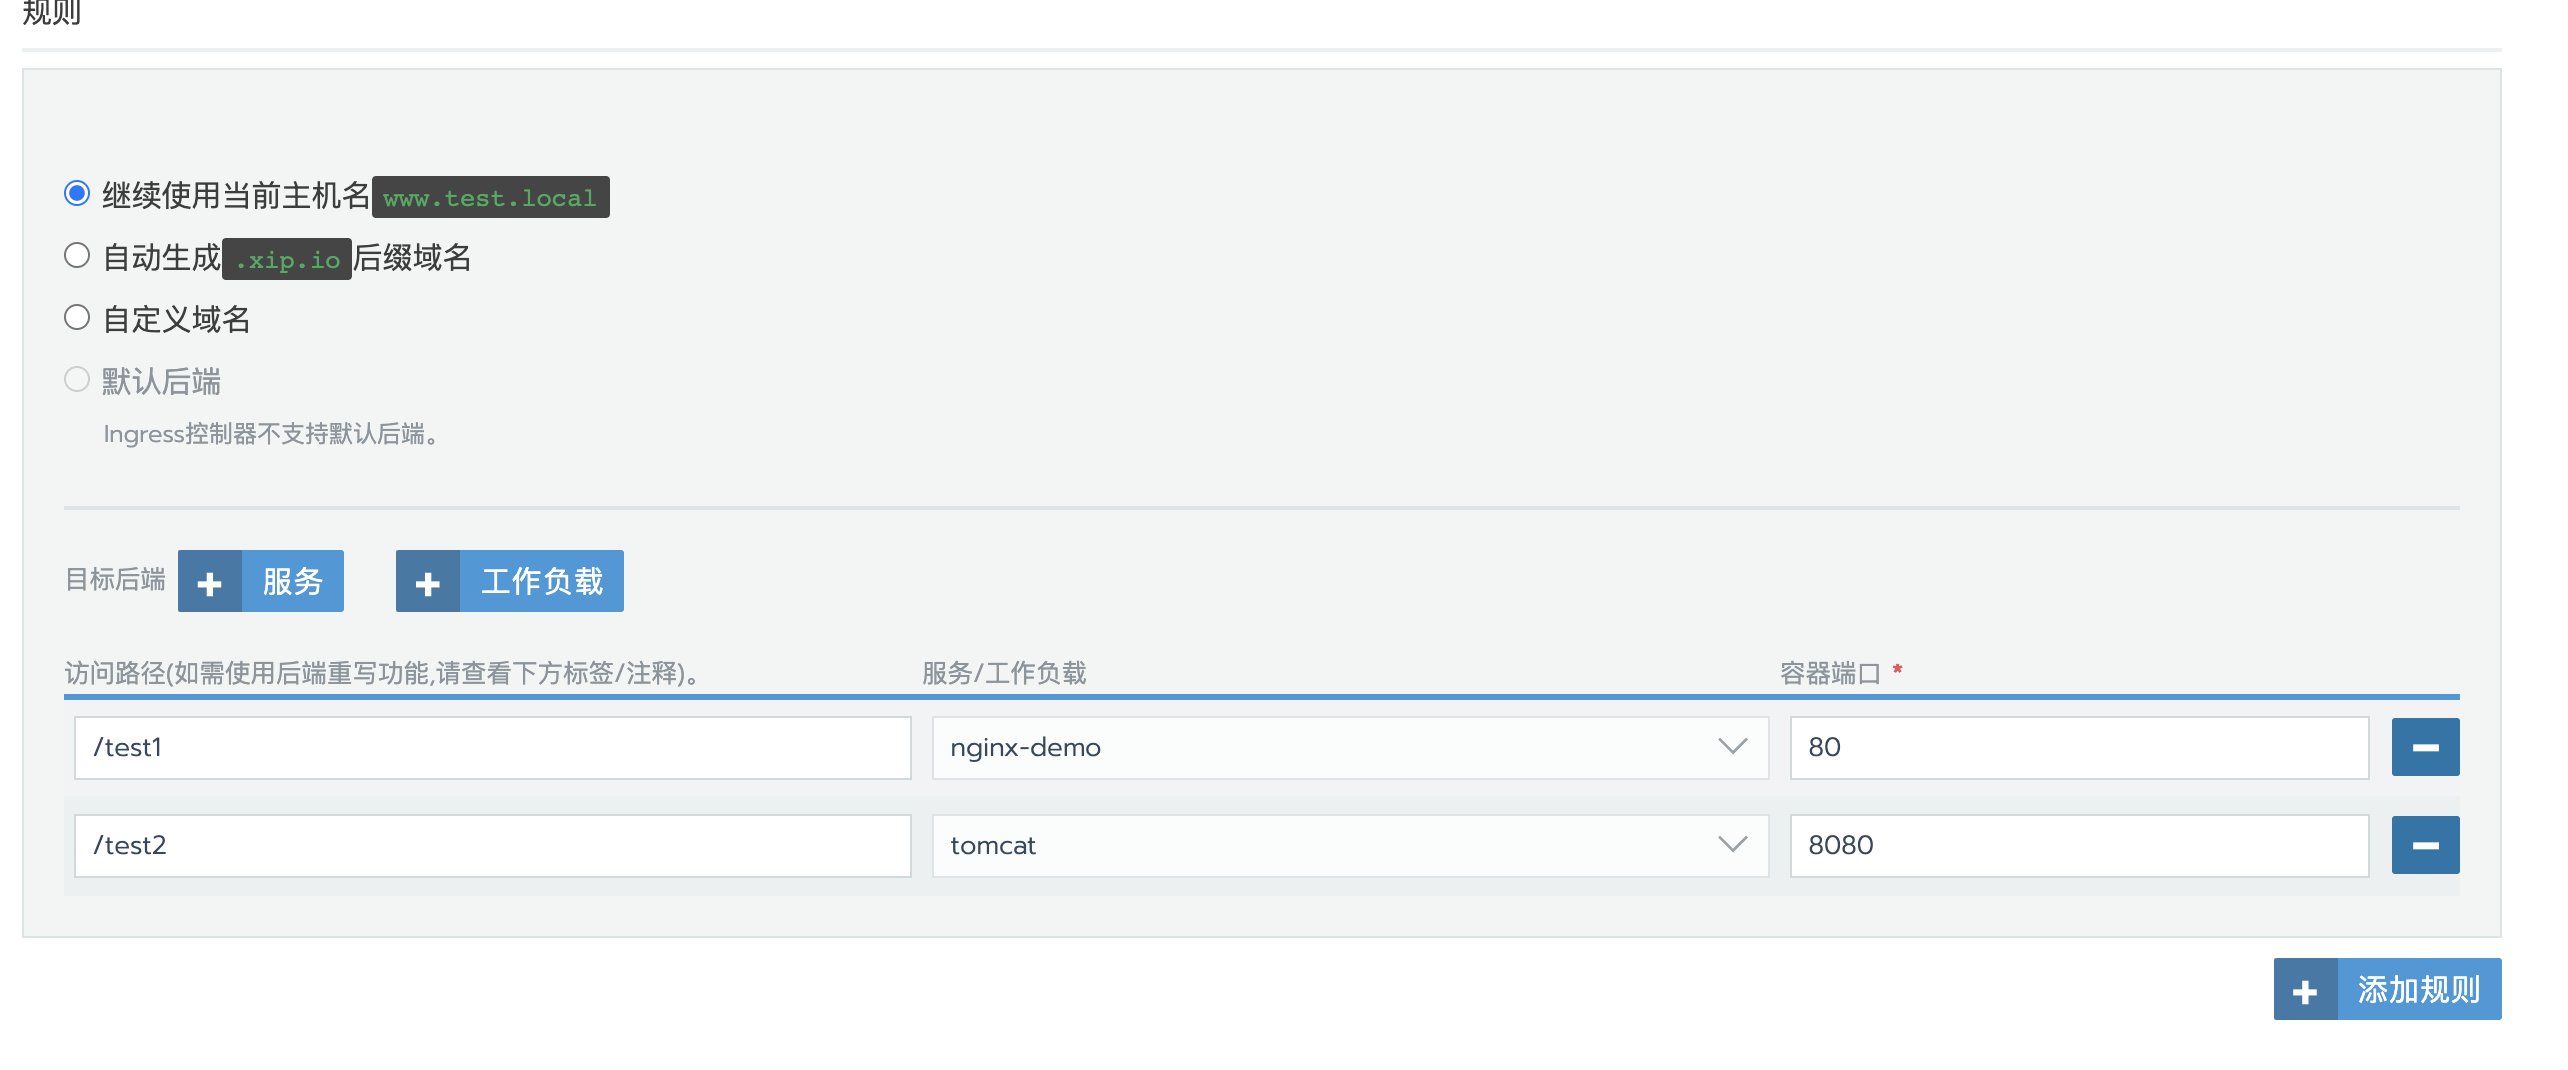 规则
继续使用当前主机名 www.test.local
自动生成 .xip.io 后缀域名
自定义域名
默认后端
Ingress控制器不支持默认后端。
目标后端 + 服务 + 工作负载
访问路径(如需使用后端重写功能,请查看下方标签/注释)。 服务/工作负载 容器端口 *
/test1 nginx-demo 80
/test2 tomcat 8080
+ 添加规则